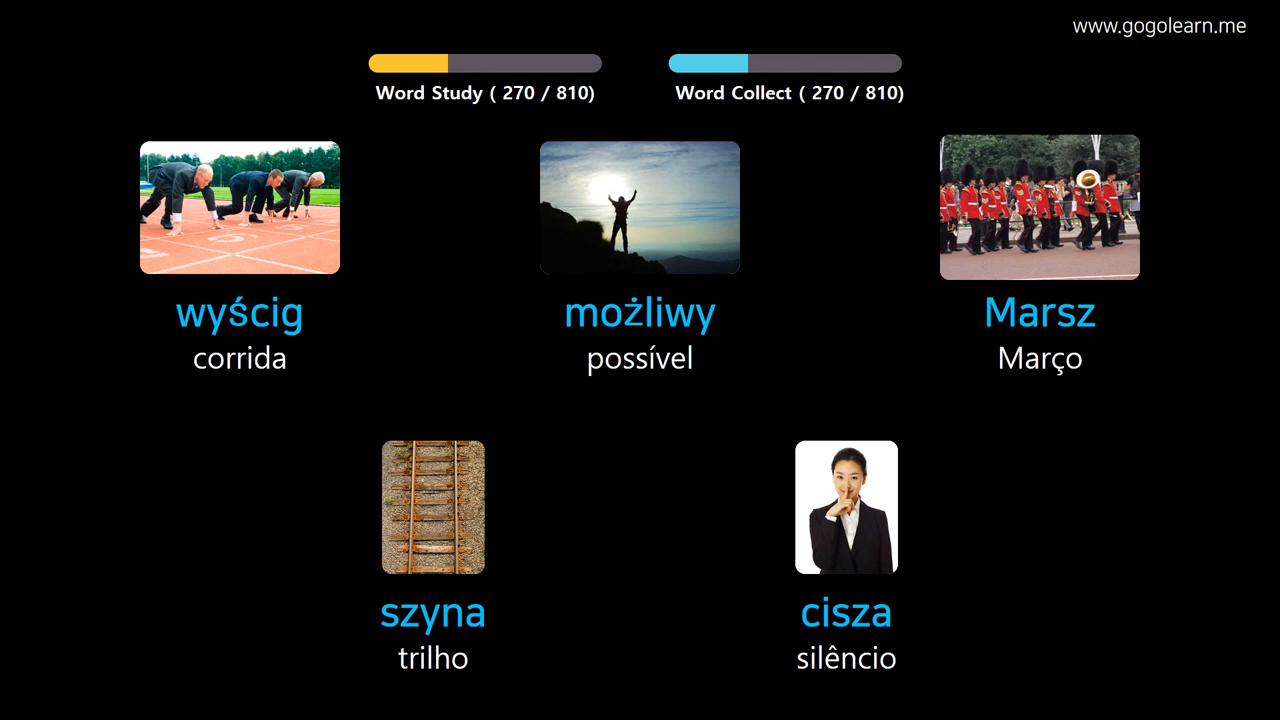 www.gogolearn.me
Word Study ( 270 / 810)
Word Collect ( 270 / 810)
wyścig
corrida
możliwy
possível
Marsz
Março
szyna
trilho
cisza
silêncio